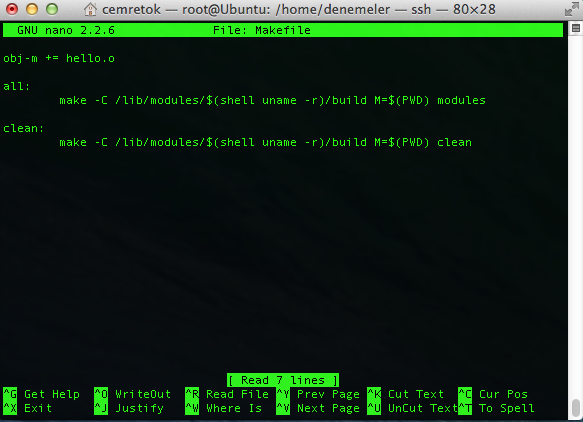 cemretok — root@Ubuntu: /home/denemeler — ssh — 80×28
GNU nano 2.2.6 File: Makefile
obj-m += hello.o
all:
make -C /lib/modules/$(shell uname -r)/build M=$(PWD) modules
clean:
make -C /lib/modules/$(shell uname -r)/build M=$(PWD) clean
[ Read 7 lines ]
^G Get Help ^O WriteOut ^R Read File ^Y Prev Page ^K Cut Text ^C Cur Pos
^X Exit ^J Justify ^W Where Is ^V Next Page ^U UnCut Text^T To Spell